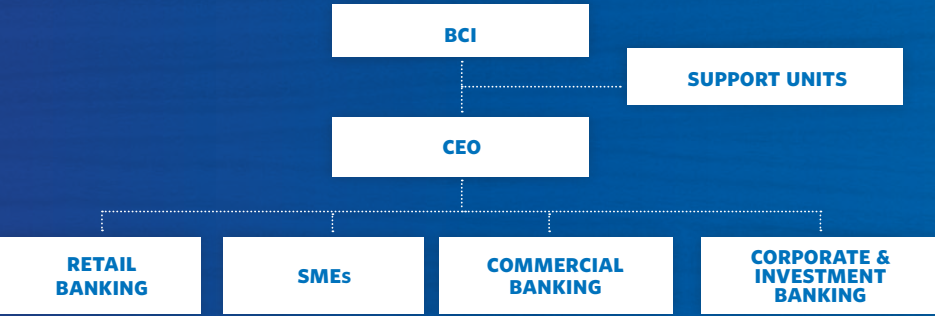 BCI
SUPPORT UNITS
CEO
RETAIL
BANKING
SMEs
COMMERCIAL
BANKING
CORPORATE &
INVESTMENT
BANKING